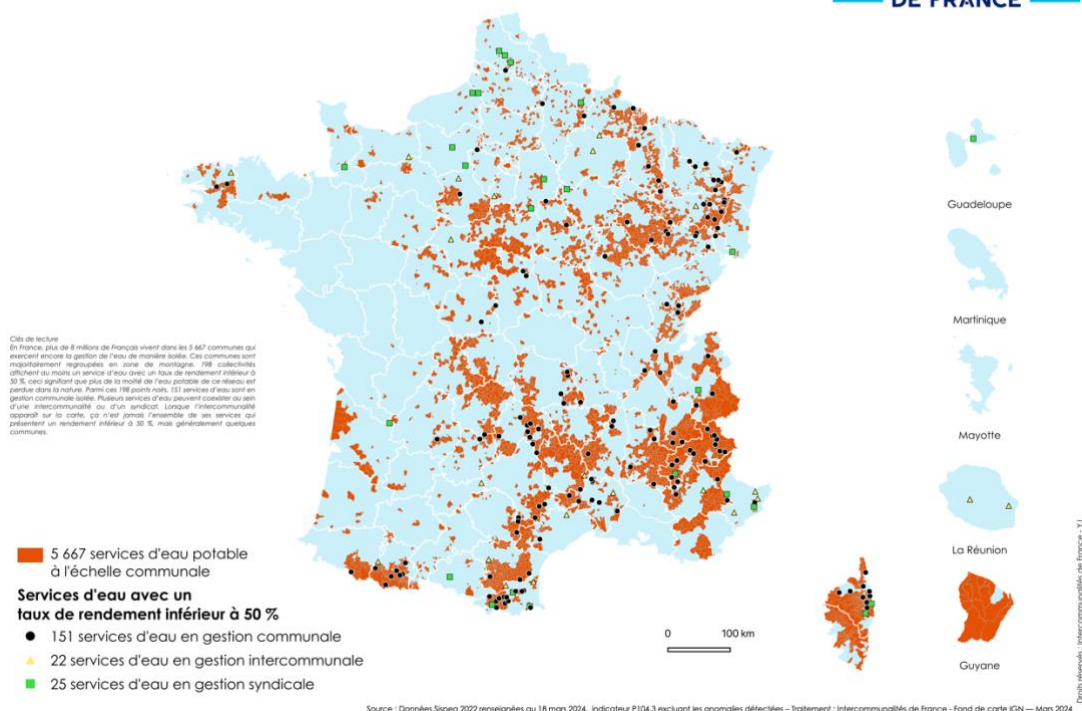 DE FRANCE
Guadeloupe
Martinique
Clés de lecture
En France, plus de 8 millions de Français vivent dans les 5 667 communes qui
exercent encore la gestion de l'eau de manière isolée. Ces communes sont
majoritairement regroupées en zone de montagne. 198 collectivités
affichent au moins un service d'eau avec un taux de rendement inférieur à
50 %, ceci signifiant que plus de la moitié de l'eau potable de ce réseau est
perdue dans la nature. Parmi ces 198 points noirs, 151 services d'eau sont en
gestion communale isolée. Plusieurs services d'eau peuvent coexister au sein
d'une intercommunalité ou d'un syndicat. Lorsque l'intercommunalité
apparaît sur la carte, ça n'est jamais l'ensemble de ses services qui
présentent un rendement inférieur à 50 %, mais généralement quelques
communes.
Mayotte
La Réunion
5 667 services d'eau potable
à l'échelle communale
Services d'eau avec un
taux de rendement inférieur à 50 %
151 services d'eau en gestion communale
22 services d'eau en gestion intercommunale
25 services d'eau en gestion syndicale
0 100 km
Guyane
Droits réservés : Intercommunalités de France - Y.J.
Source : Données Sispea 2022 renseignées au 18 mars 2024, indicateur P104.3 excluant les anomalies détectées – Traitement : Intercommunalités de France - Fond de carte IGN — Mars 2024